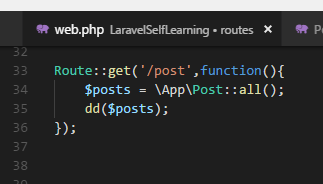 web.php LaravelSelfLearning • routes × P
32
33 Route::get('/post',function(){
34 $posts = \App\Post::all();
35 dd($posts);
36 });
37
38